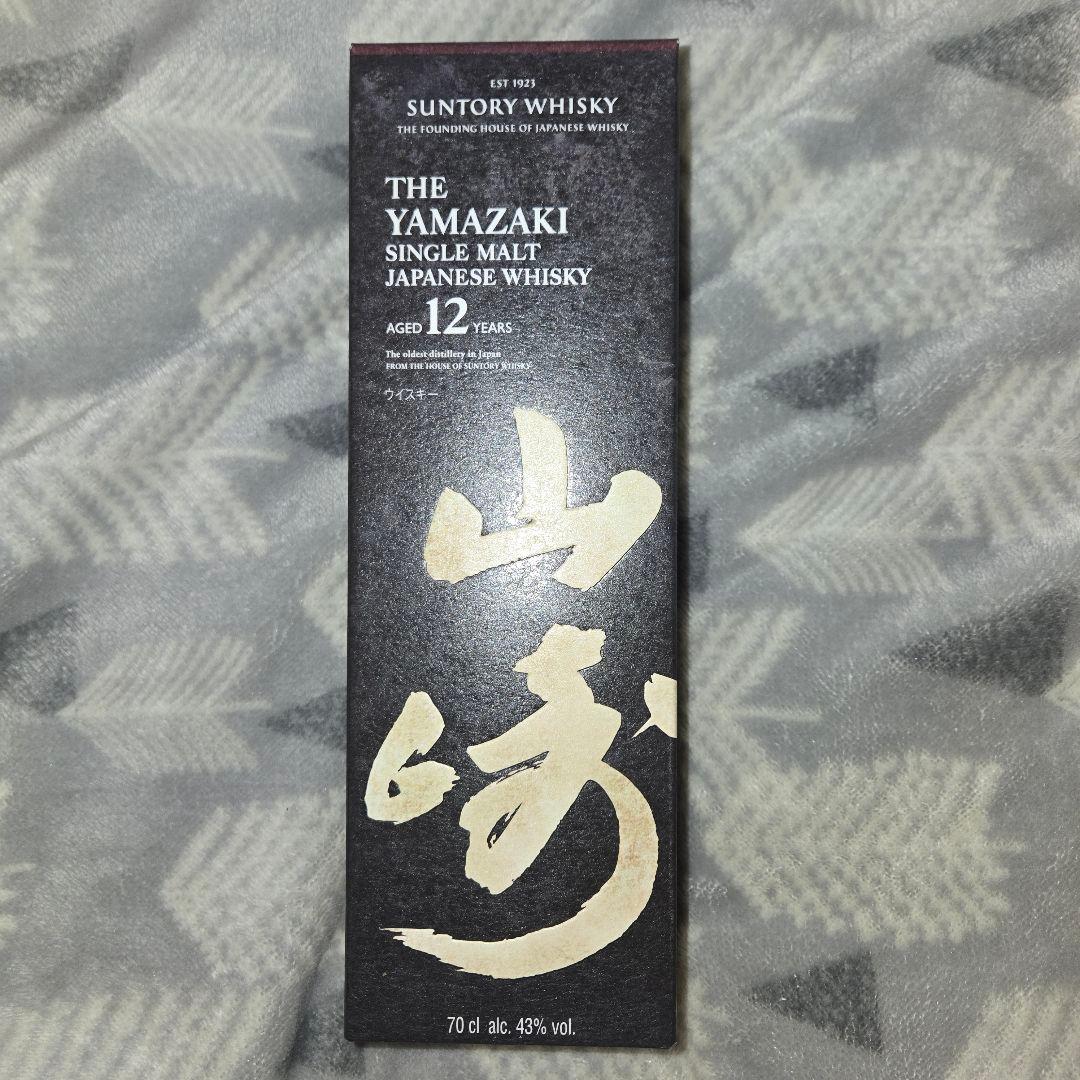 EST 1923
SUNTORY WHISKY
THE FOUNDING HOUSE OF JAPANESE WHISKY
THE
YAMAZAKI
SINGLE MALT
JAPANESE WHISKY
AGED 12 YEARS
The oldest distillery in Japan
FROM THE HOUSE OF SUNTORY WHISKY
ウイスキー
山
崎
70 cl alc. 43% vol.